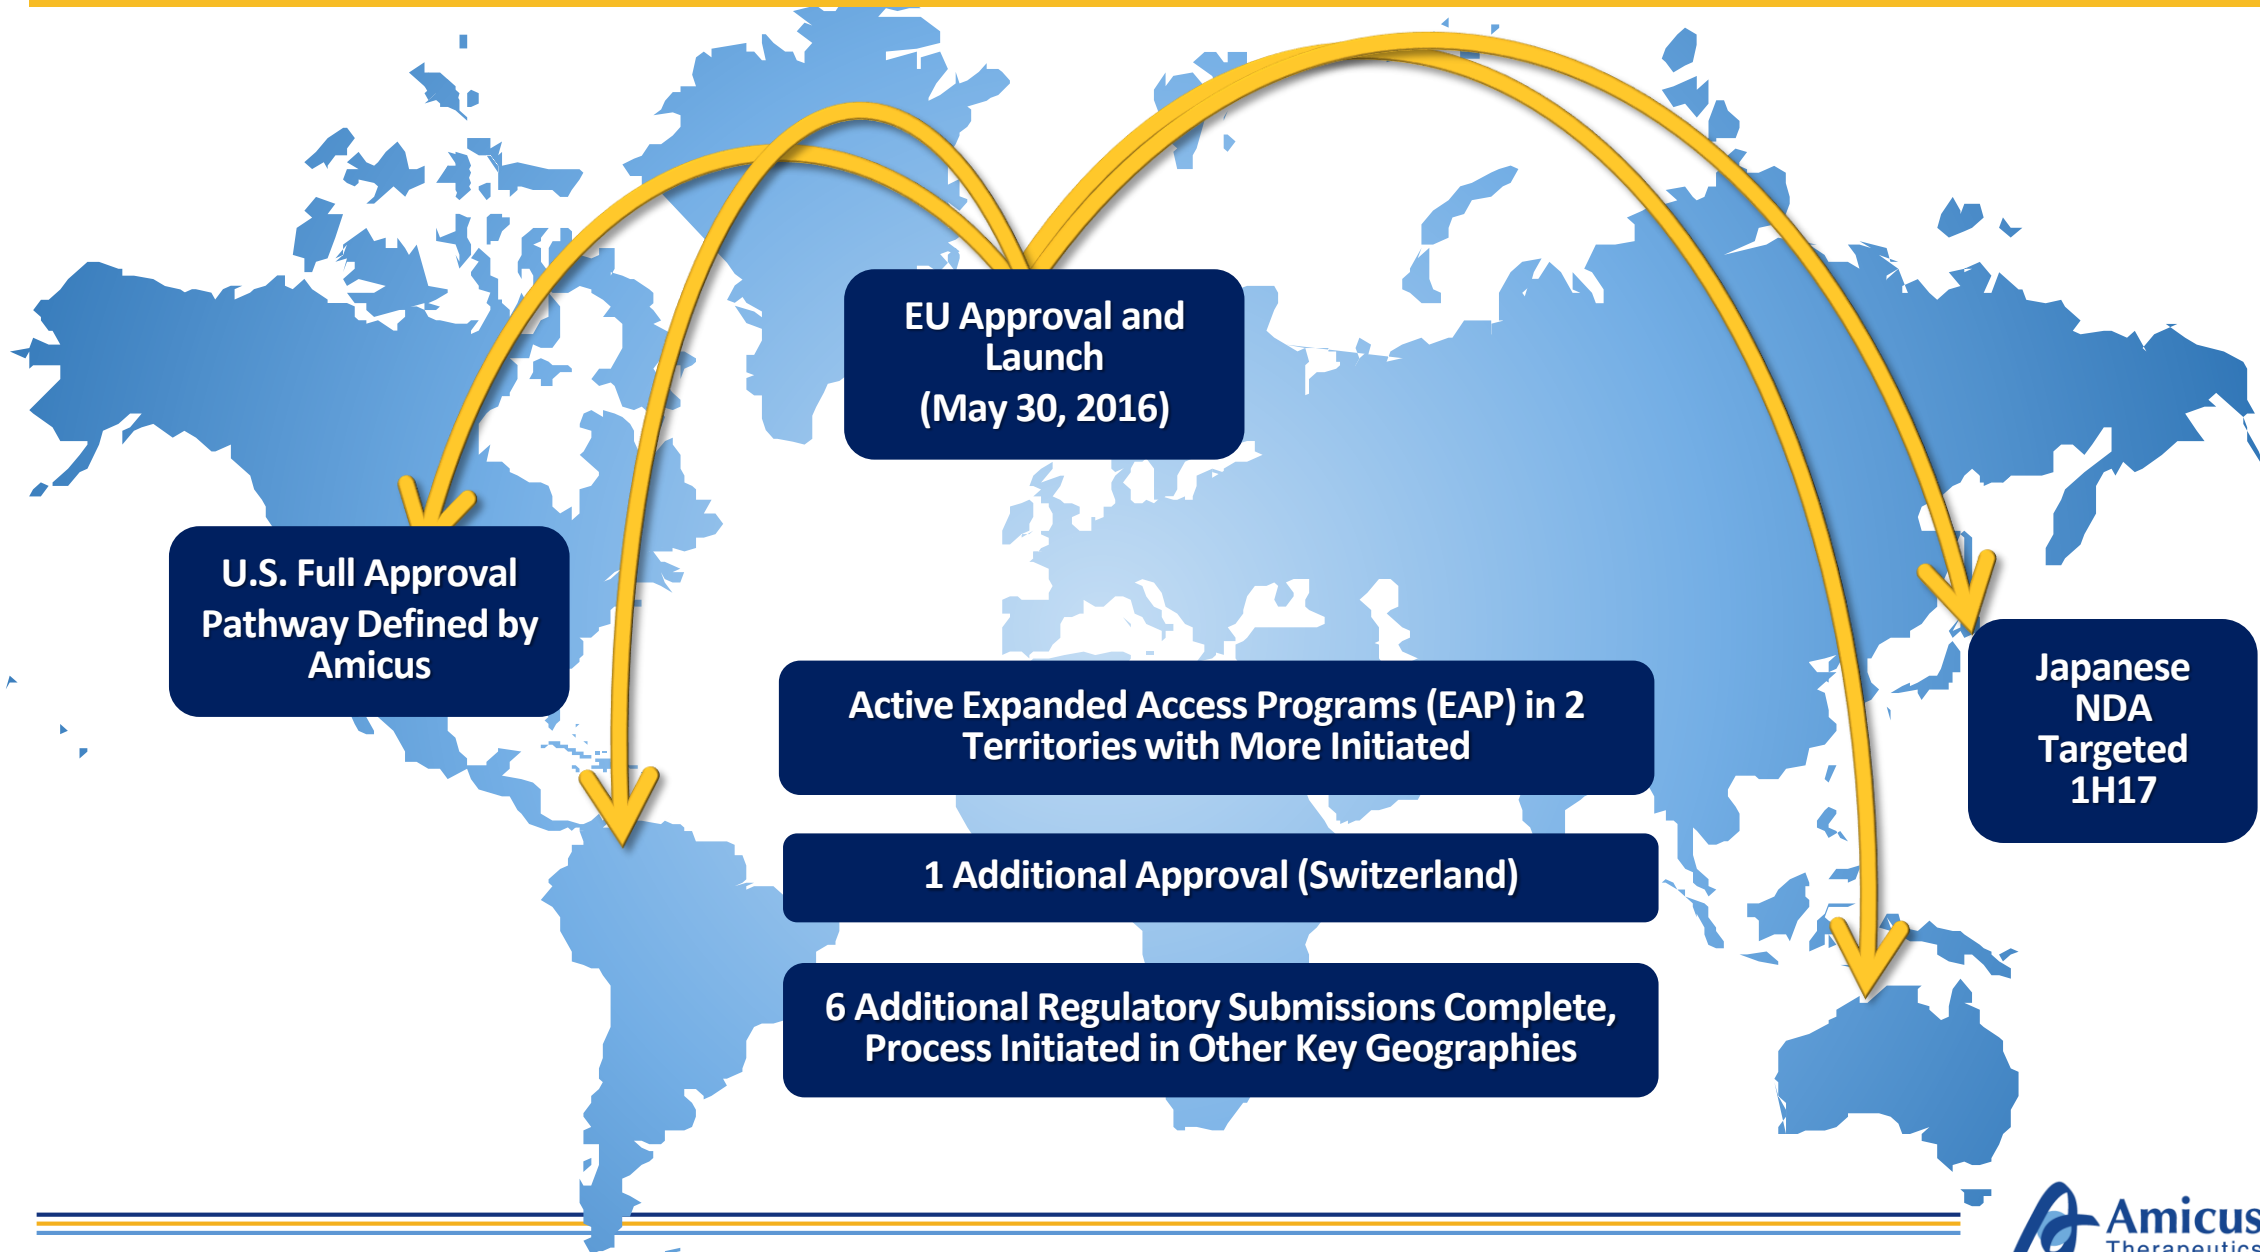 EU Approval and
Launch
(May 30, 2016)
U.S. Full Approval
Pathway Defined by
Amicus
Active Expanded Access Programs (EAP) in 2
Territories with More Initiated
Japanese
NDA
Targeted
1H17
1 Additional Approval (Switzerland)
6 Additional Regulatory Submissions Complete,
Process Initiated in Other Key Geographies
Amicus
Therapeutics